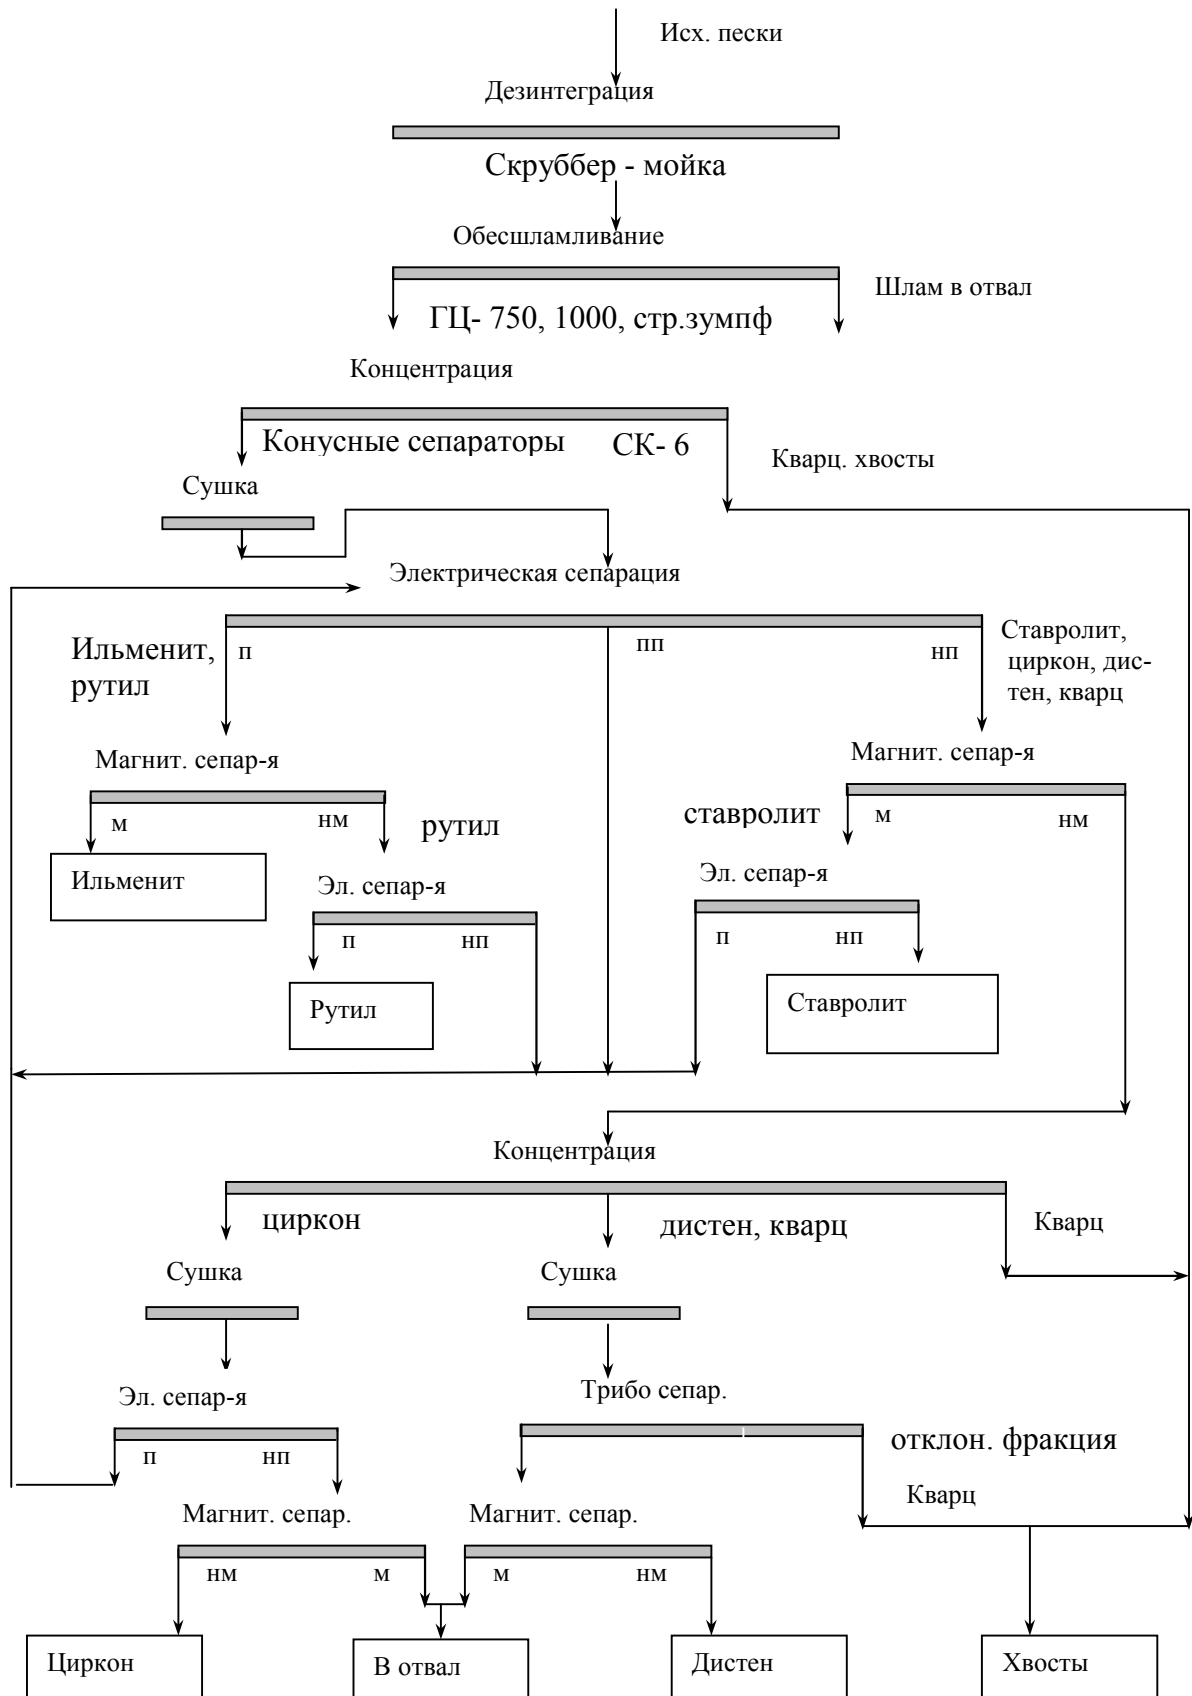 Исх. пески
Дезинтеграция
Скруббер - мойка
Обесшламливание
Шлам в отвал
ГЦ- 750, 1000, стр.зумпф
Концентрация
Конусные сепараторы СК- 6
Кварц. хвосты
Сушка
Электрическая сепарация
Ильменит,
рутил
п
пп
нп
Ставролит,
циркон, дис-
тен, кварц
Магнит. сепар-я
Магнит. сепар-я
м
нм
рутил
ставролит
м
нм
Ильменит
Эл. сепар-я
Эл. сепар-я
п
нп
п
нп
Рутил
Ставролит
Концентрация
циркон
дистен, кварц
Кварц
Сушка
Сушка
Эл. сепар-я
Трибо сепар.
п
нп
отклон. фракция
Кварц
Магнит. сепар.
Магнит. сепар.
нм
м
м
нм
Циркон
В отвал
Дистен
Хвосты